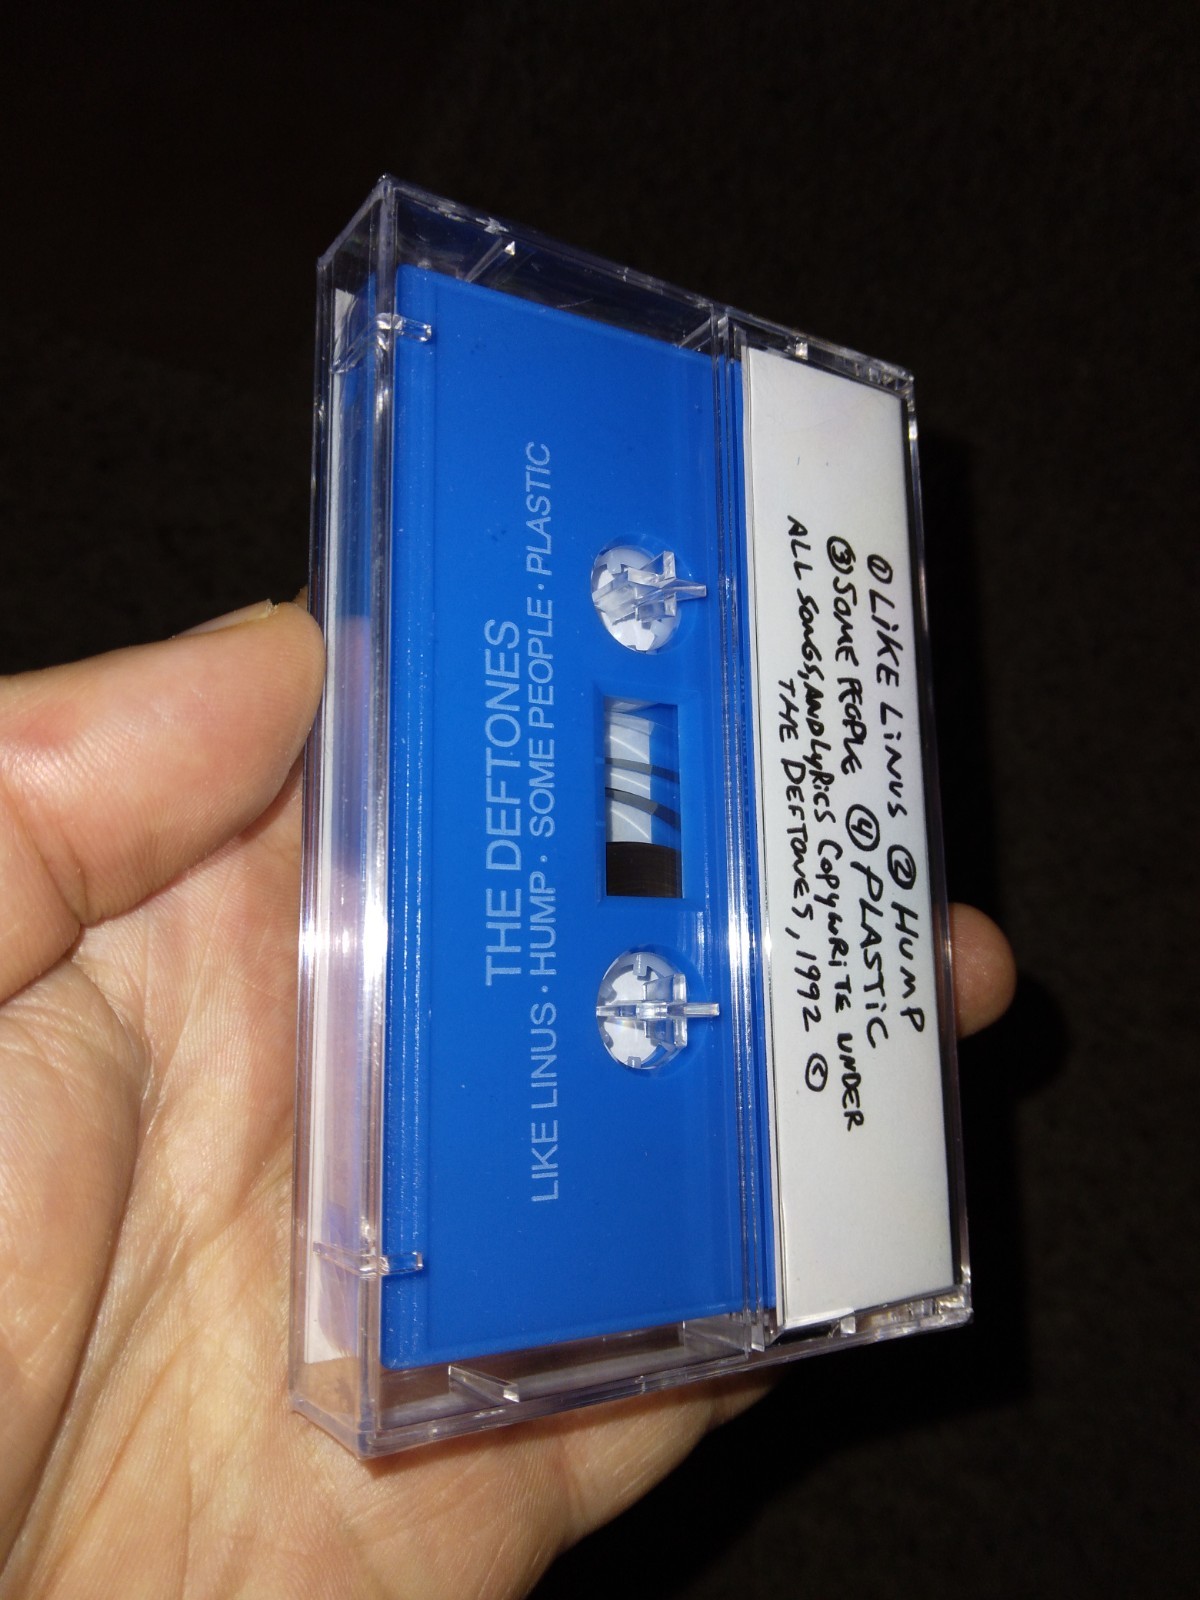 THE DEFTONES
LIKE LINUS · HUMP · SOME PEOPLE · PLASTIC
① LiKE LiNUS ② HUMP
③ SOME PEOPLE ④ PLASTiC
ALL SONGS, AND LyRiCS COPYWRiTE UNDER
THE DEFTONES, 1992 ©